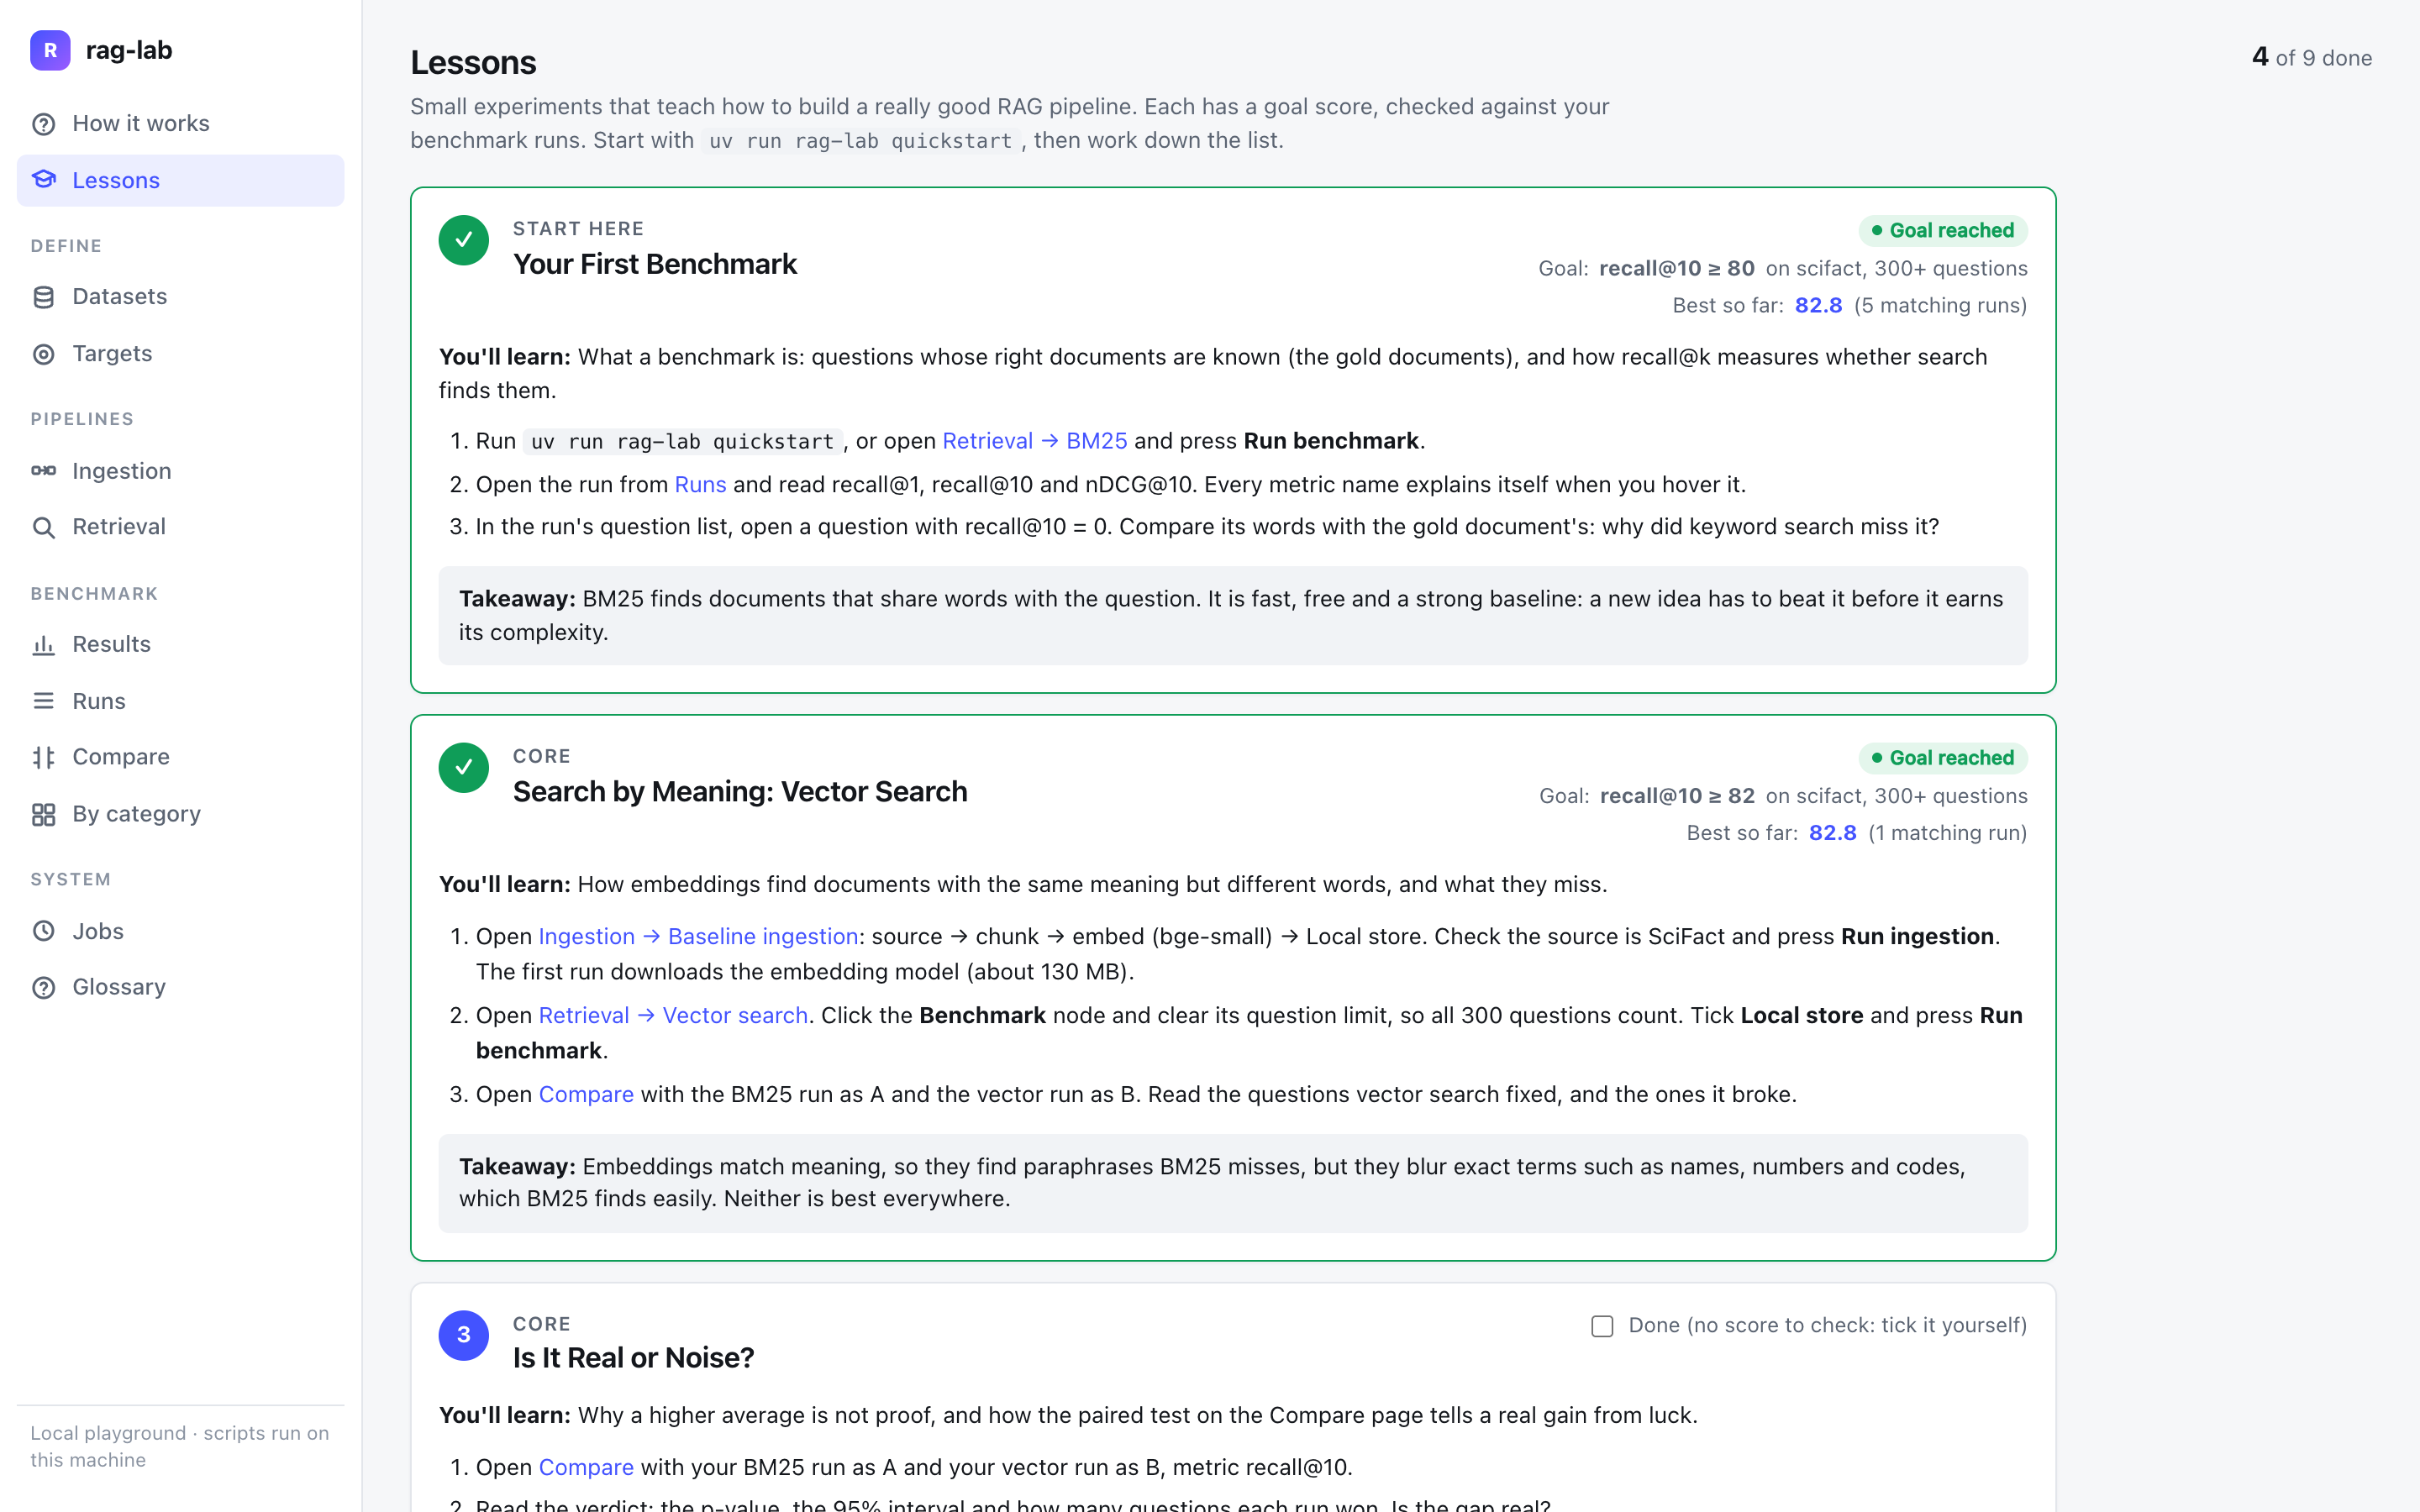 R rag-lab
How it works
Lessons
DEFINE
Datasets
Targets
PIPELINES
Ingestion
Retrieval
BENCHMARK
Results
Runs
Compare
By category
SYSTEM
Jobs
Glossary
Local playground · scripts run on
this machine
Lessons
4 of 9 done
Small experiments that teach how to build a really good RAG pipeline. Each has a goal score, checked against your
benchmark runs. Start with uv run rag-lab quickstart , then work down the list.
START HERE
Your First Benchmark
Goal reached
Goal: recall@10 ≥ 80 on scifact, 300+ questions
Best so far: 82.8 (5 matching runs)
You'll learn: What a benchmark is: questions whose right documents are known (the gold documents), and how recall@k measures whether search
finds them.
1. Run uv run rag-lab quickstart , or open Retrieval → BM25 and press Run benchmark.
2. Open the run from Runs and read recall@1, recall@10 and nDCG@10. Every metric name explains itself when you hover it.
3. In the run's question list, open a question with recall@10 = 0. Compare its words with the gold document's: why did keyword search miss it?
Takeaway: BM25 finds documents that share words with the question. It is fast, free and a strong baseline: a new idea has to beat it before it earns
its complexity.
CORE
Search by Meaning: Vector Search
Goal reached
Goal: recall@10 ≥ 82 on scifact, 300+ questions
Best so far: 82.8 (1 matching run)
You'll learn: How embeddings find documents with the same meaning but different words, and what they miss.
1. Open Ingestion → Baseline ingestion: source → chunk → embed (bge-small) → Local store. Check the source is SciFact and press Run ingestion.
The first run downloads the embedding model (about 130 MB).
2. Open Retrieval → Vector search. Click the Benchmark node and clear its question limit, so all 300 questions count. Tick Local store and press Run
benchmark.
3. Open Compare with the BM25 run as A and the vector run as B. Read the questions vector search fixed, and the ones it broke.
Takeaway: Embeddings match meaning, so they find paraphrases BM25 misses, but they blur exact terms such as names, numbers and codes,
which BM25 finds easily. Neither is best everywhere.
3
CORE
Is It Real or Noise?
Done (no score to check: tick it yourself)
You'll learn: Why a higher average is not proof, and how the paired test on the Compare page tells a real gain from luck.
1. Open Compare with your BM25 run as A and your vector run as B, metric recall@10.
2. Read the verdict: the p-value, the 95% interval and how many questions each run won. Is the gap real?